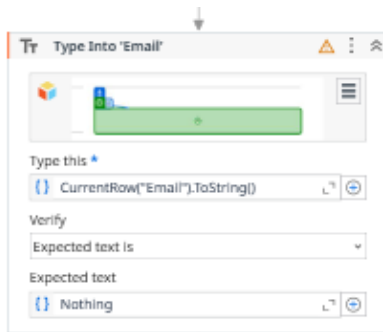 Type Into 'Email'
Type this *
CurrentRow("Email").ToString()
Verify
Expected text is
Expected text
Nothing